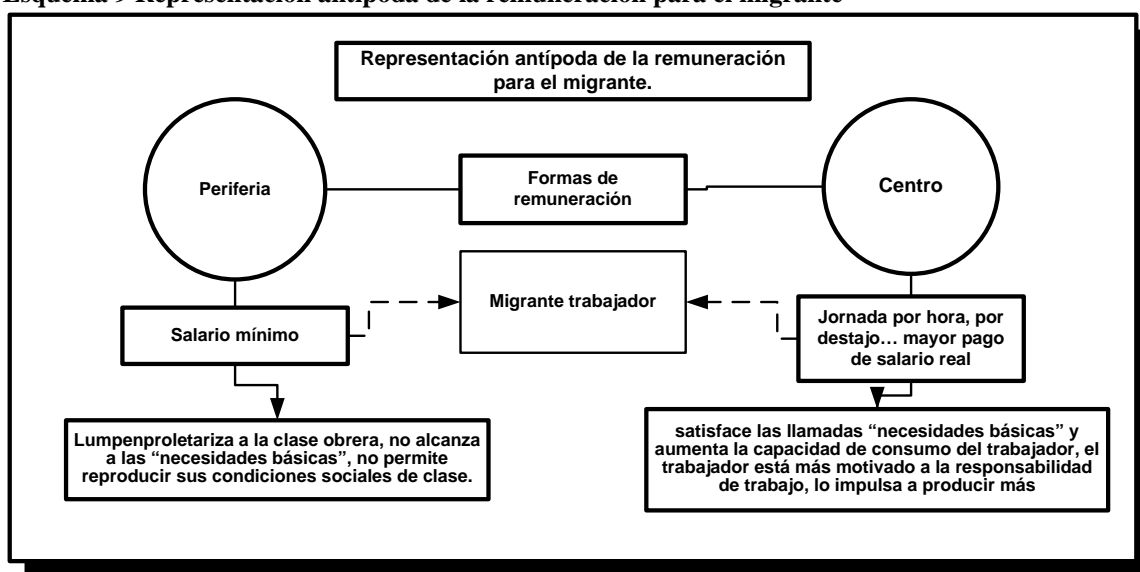 Esquema 9 Representación antípoda de la remuneración para el migrante
Representación antípoda de la remuneración
para el migrante.
Periferia
Formas de
remuneración
Centro
Migrante trabajador
Salario mínimo
Jornada por hora, por
destajo… mayor pago
de salario real
Lumpenproletariza a la clase obrera, no alcanza
a las “necesidades básicas”, no permite
reproducir sus condiciones sociales de clase.
satisface las llamadas “necesidades básicas” y
aumenta la capacidad de consumo del trabajador, el
trabajador está más motivado a la responsabilidad
de trabajo, lo impulsa a producir más